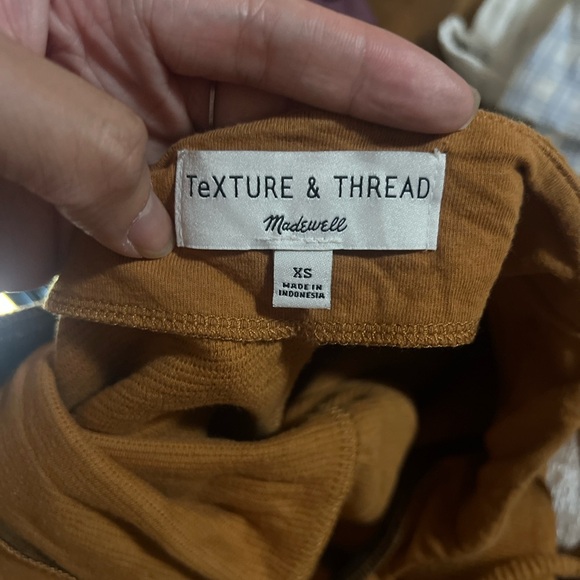 TeXTURE & THREAD
Madewell
XS
MADE IN
INDONESIA